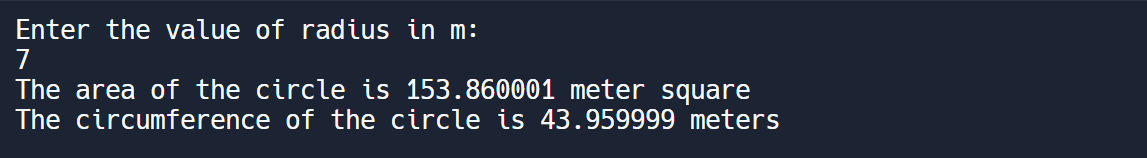 Enter the value of radius in m:
7
The area of the circle is 153.860001 meter square
The circumference of the circle is 43.959999 meters